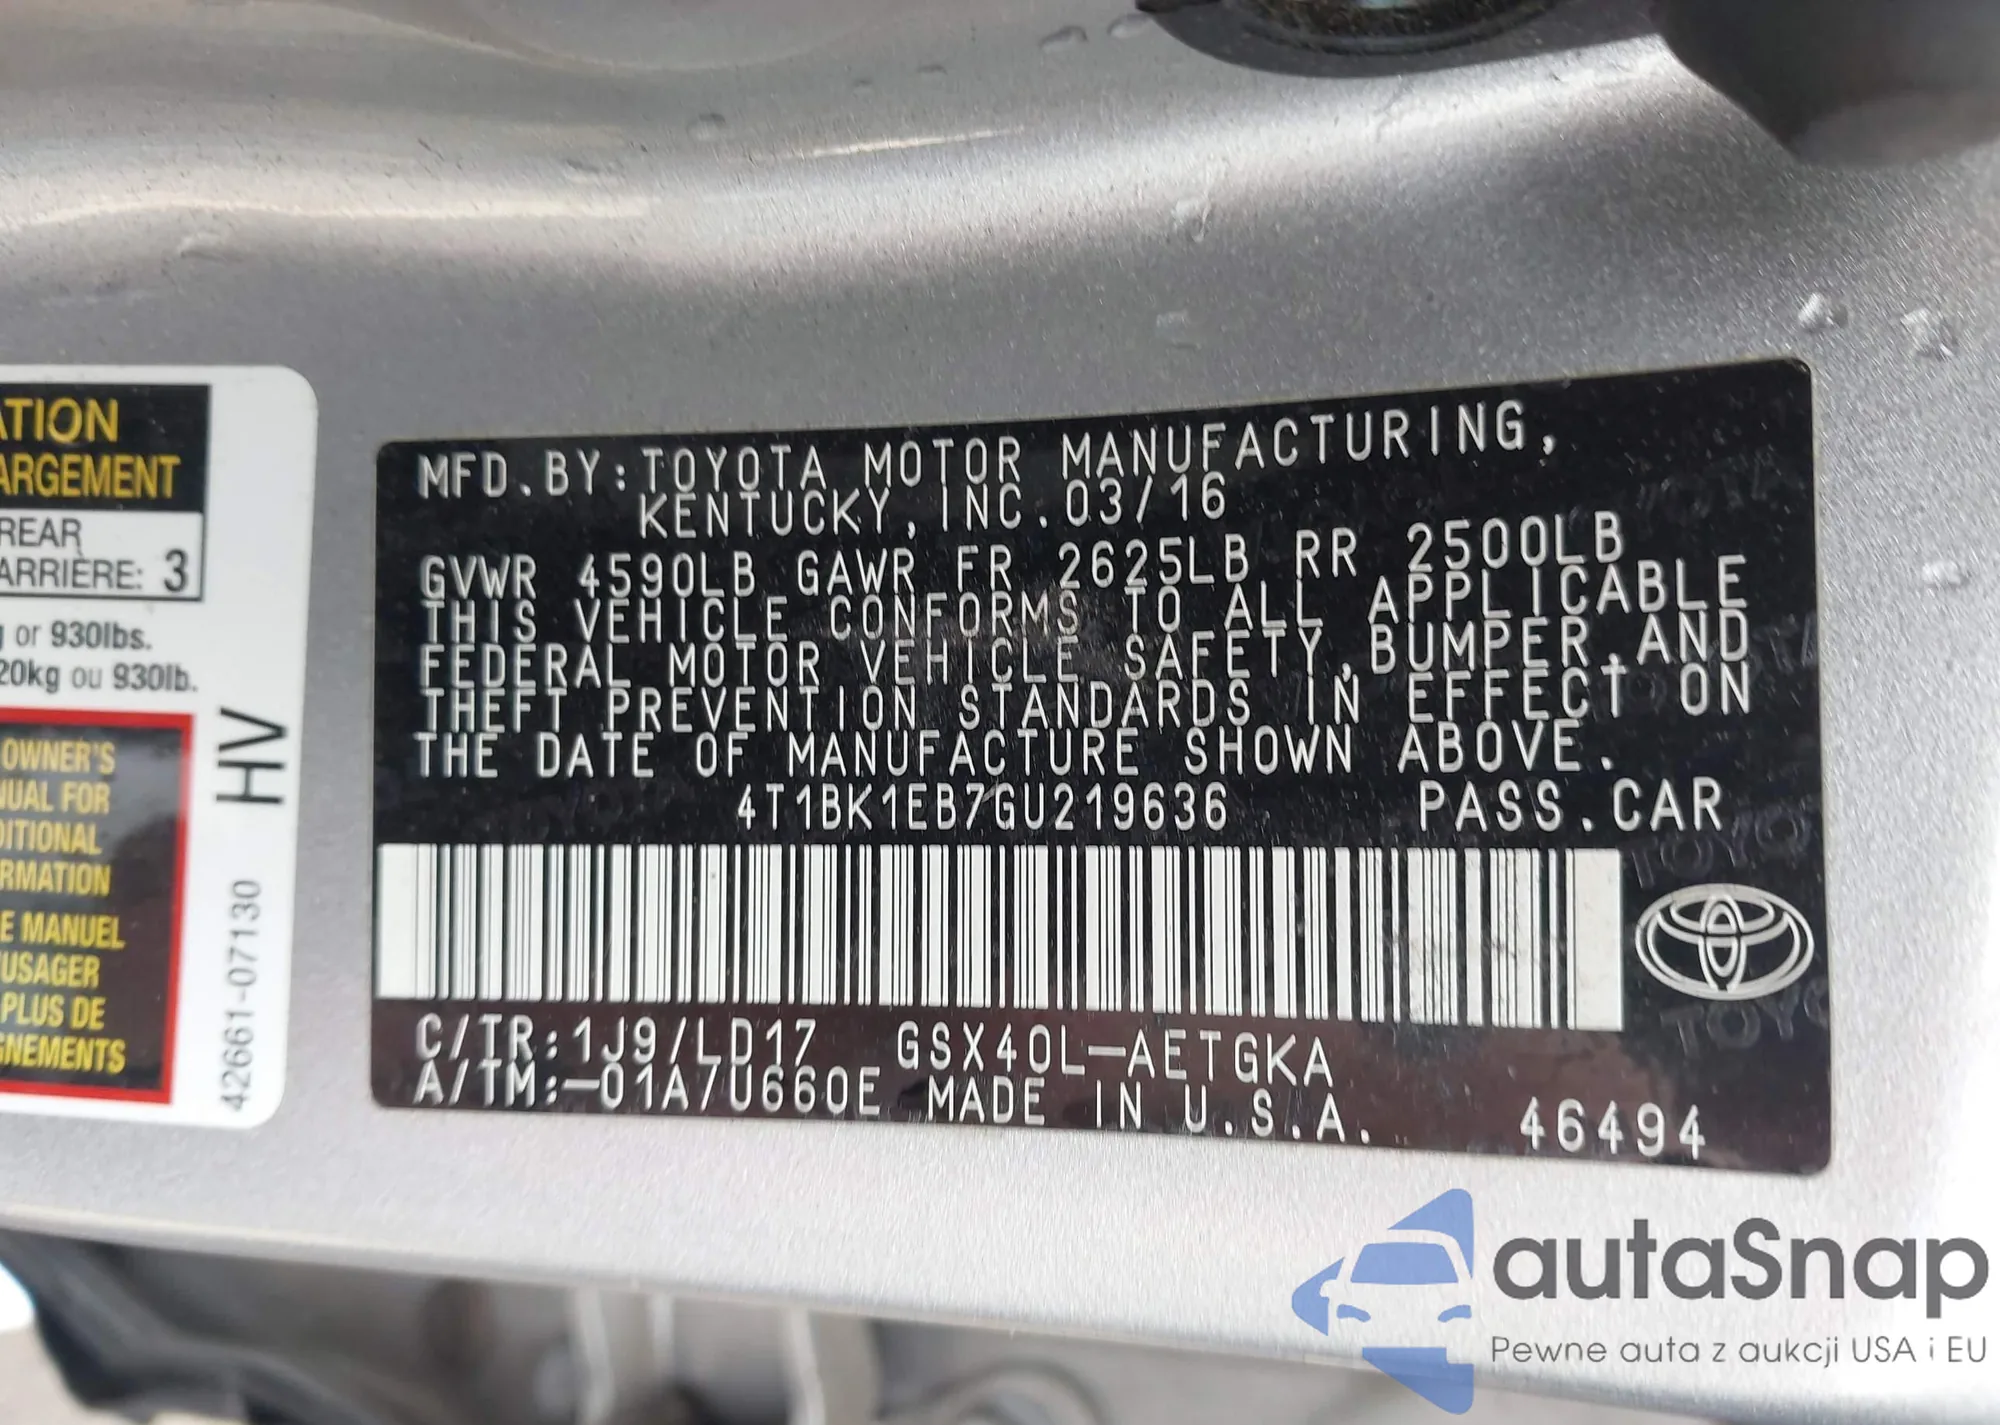 ATION
ARGEMENT
REAR
ARRIÈRE: 3
g or 930lbs.
20kg ou 930lb.
OWNER'S
NUAL FOR
DITIONAL
ORMATION
E MANUEL
'USAGER
PLUS DE
GNEMENTS
HV
42661-07130
MFD.BY:TOYOTA MOTOR MANUFACTURING,
KENTUCKY, INC.03/16
GVWR 4590LB GAWR FR 2625LB RR 2500LB
THIS VEHICLE CONFORMS TO ALL APPLICABLE
FEDERAL MOTOR VEHICLE SAFETY,BUMPER,AND
THEFT PREVENTION STANDARDS IN EFFECT ON
THE DATE OF MANUFACTURE SHOWN ABOVE.
4T1BK1EB7GU219636 PASS.CAR
C/TR:1J9/LD17 GSX40L-AETGKA
A/TM:-01A/U660E MADE IN U.S.A. 46494
autaSnap
Pewne auta z aukcji USA i EU